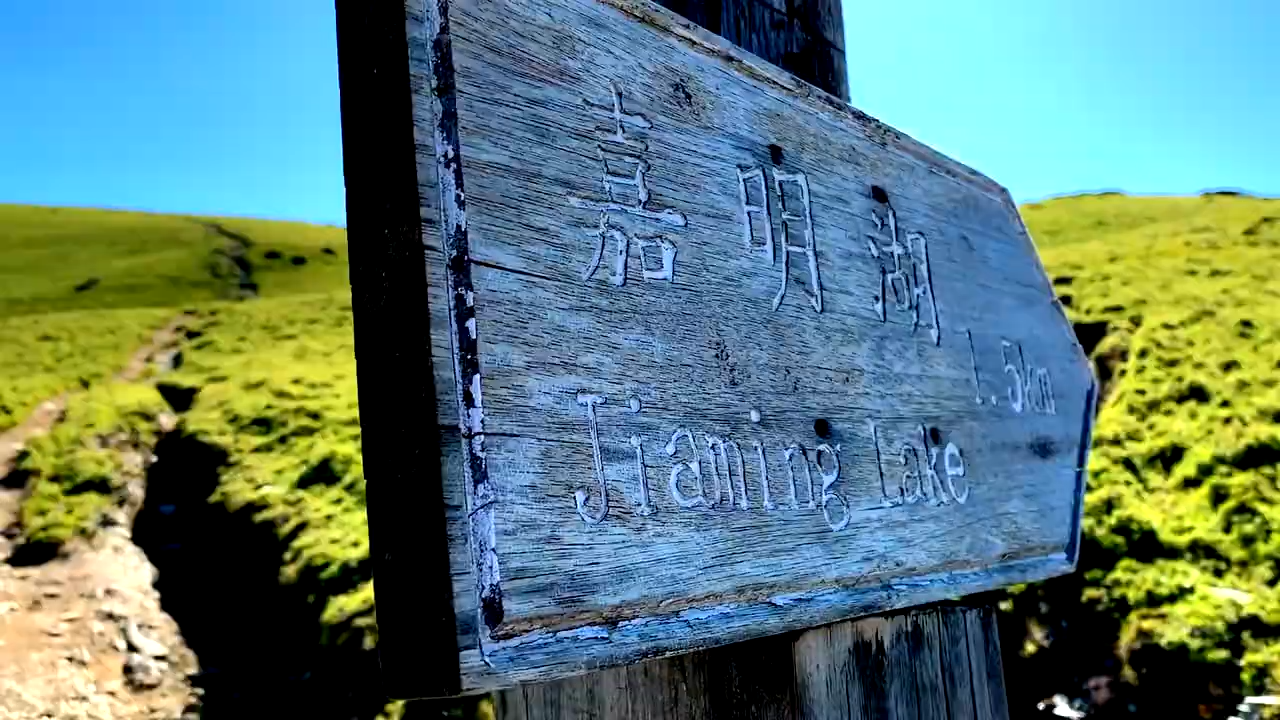 嘉明湖
1.5km
Jiaming Lake